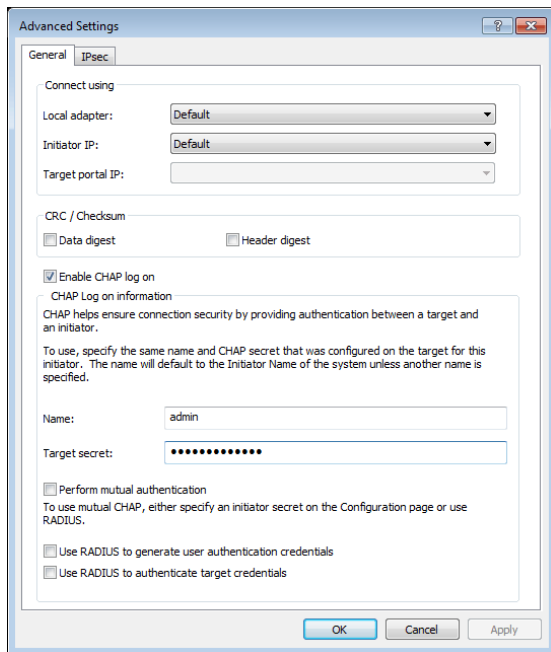 Advanced Settings
General IPsec
Connect using
Local adapter: Default
Initiator IP: Default
Target portal IP:
CRC / Checksum
Data digest Header digest
Enable CHAP log on
CHAP Log on information
CHAP helps ensure connection security by providing authentication between a target and
an initiator.
To use, specify the same name and CHAP secret that was configured on the target for this
initiator. The name will default to the Initiator Name of the system unless another name is
specified.
Name: admin
Target secret: •••••••••••••
Perform mutual authentication
To use mutual CHAP, either specify an initiator secret on the Configuration page or use
RADIUS.
Use RADIUS to generate user authentication credentials
Use RADIUS to authenticate target credentials
OK Cancel Apply